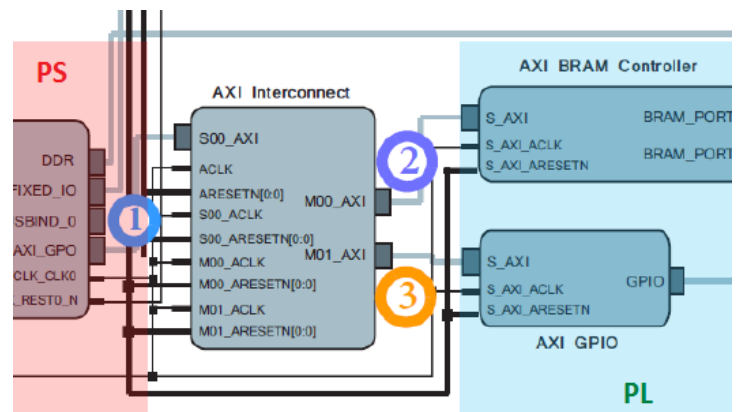 PS
DDR
FIXED_IO
SBIND_0
AXI_GPO
CLK_CLK0
_REST0_N
1
AXI Interconnect
S00_AXI
ACLK
ARESETN[0:0]
S00_ACLK
S00_ARESETN[0:0]
M00_ACLK
M00_ARESETN[0:0]
M01_ACLK
M01_ARESETN[0:0]
M00_AXI
M01_AXI
2
3
AXI BRAM Controller
S_AXI
S_AXI_ACLK
S_AXI_ARESETN
BRAM_PORT
BRAM_PORT
S_AXI
S_AXI_ACLK
S_AXI_ARESETN
GPIO
AXI GPIO
PL